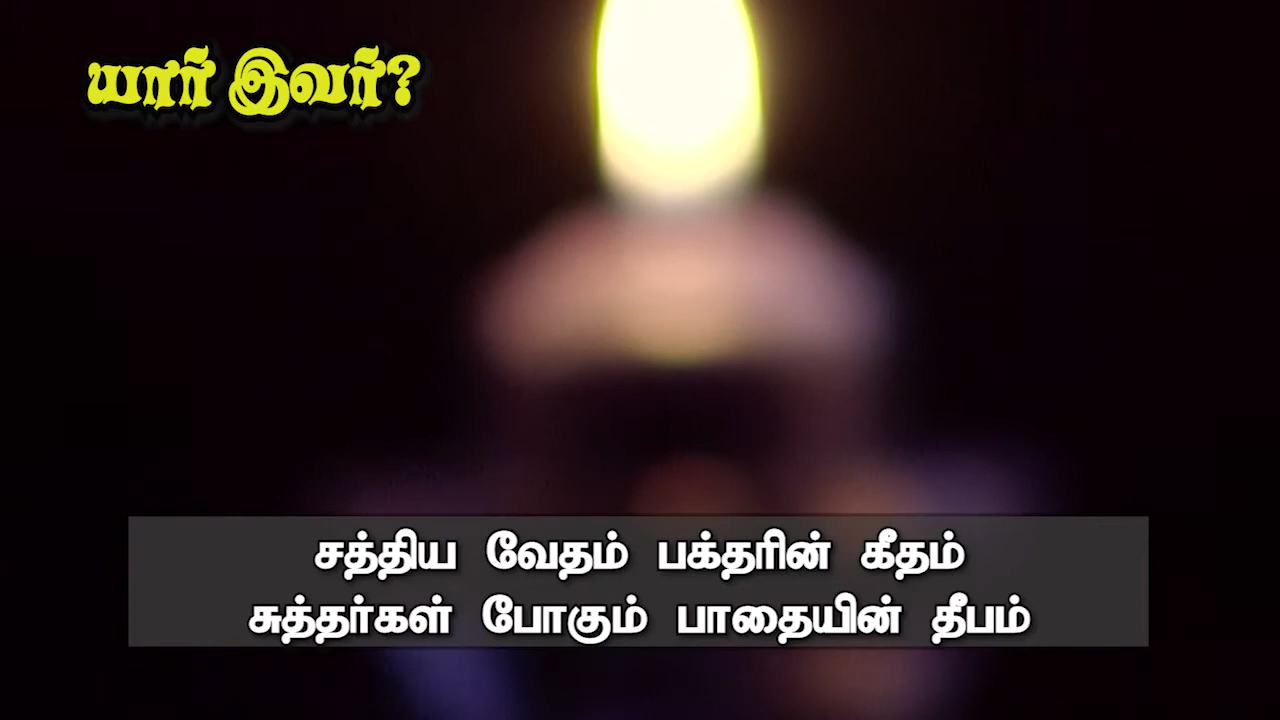 யார் இவர்?
சத்திய வேதம் பக்தரின் கீதம்
சுத்தர்கள் போகும் பாதையின் தீபம்